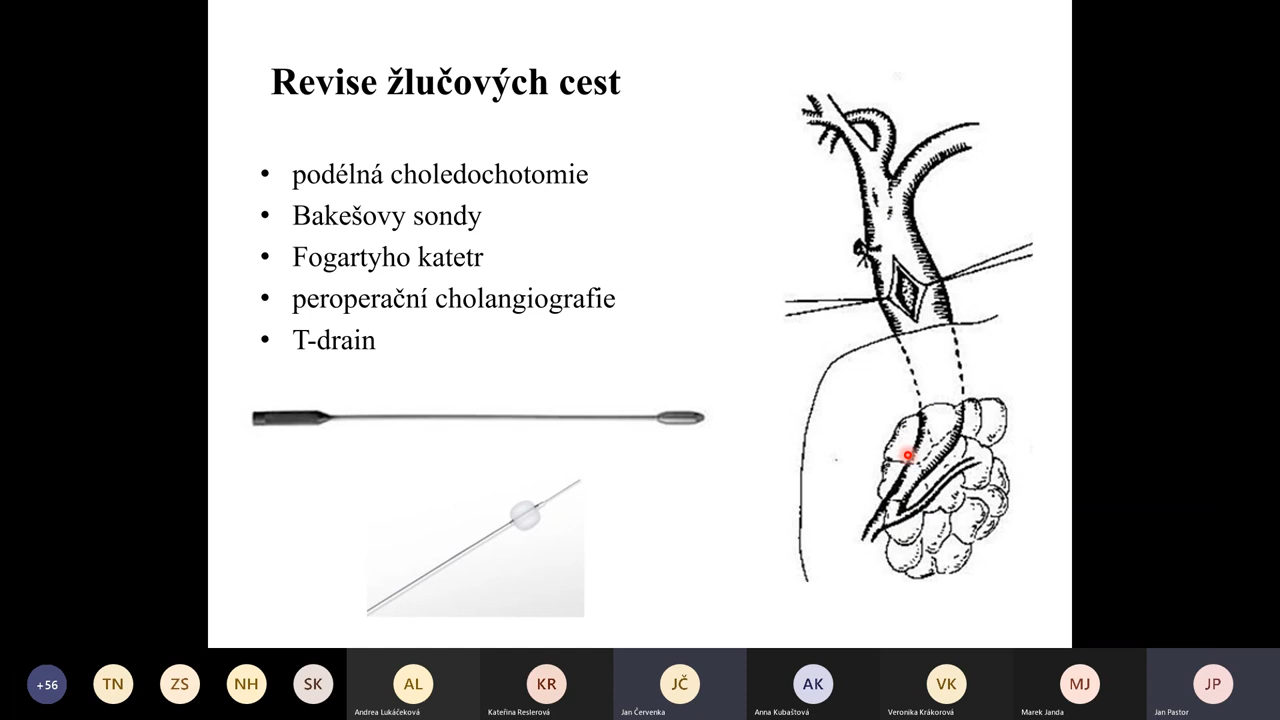 Revise žlučových cest
• podélná choledochotomie
• Bakešovy sondy
• Fogartyho katetr
• peroperační cholangiografie
• T-drain
+56
TN
ZS
NH
SK
AL
KR
JČ
AK
VK
MJ
JP
Andrea Lukáčeková
Kateřina Reslerová
Jan Červenka
Anna Kubaštová
Veronika Krákorová
Marek Janda
Jan Pastor